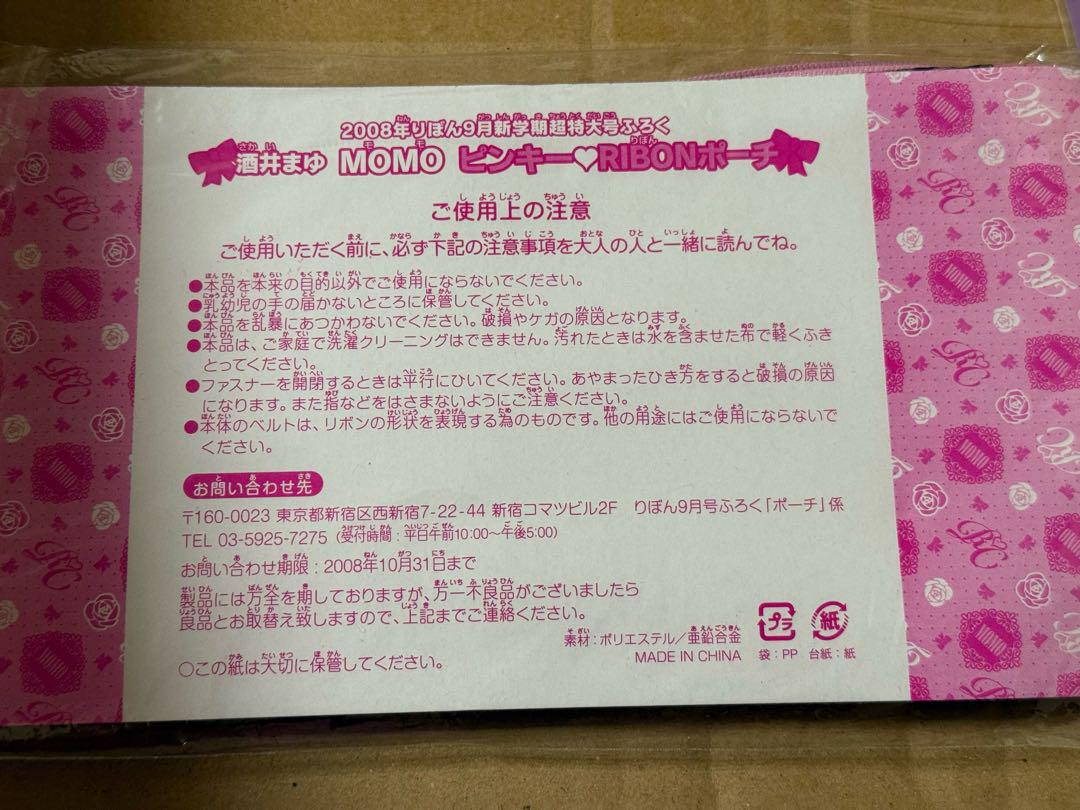 2008年りぼん9月新学期超特大号ふろく
酒井まゆ MOMO ピンキー♥RIBONポーチ
ご使用上の注意
ご使用いただく前に、必ず下記の注意事項を大人の人と一緒に読んでね。
●本品を本来の目的以外でご使用にならないでください。
●乳幼児の手の届かないところに保管してください。
●本品を乱暴にあつかわないでください。破損やケガの原因となります。
●本品は、ご家庭で洗濯クリーニングはできません。汚れたときは水を含ませた布で軽くふき
とってください。
●ファスナーを開閉するときは平行にひいてください。あやまったひき方をすると破損の原因
になります。また指などをはさまないようにご注意ください。
●本体のベルトは、リボンの形状を表現する為のものです。他の用途にはご使用にならないで
ください。
お問い合わせ先
〒160-0023 東京都新宿区西新宿7-22-44 新宿コマツビル2F りぼん9月号ふろく「ポーチ」係
TEL 03-5925-7275（受付時間：平日午前10:00〜午後5:00）
お問い合わせ期限：2008年10月31日まで
製品には万全を期しておりますが、万一不良品がございましたら
良品とお取替え致しますので、上記までご連絡ください。
素材：ポリエステル／亜鉛合金
MADE IN CHINA
プラ 紙
袋：PP 台紙：紙
○この紙は大切に保管してください。